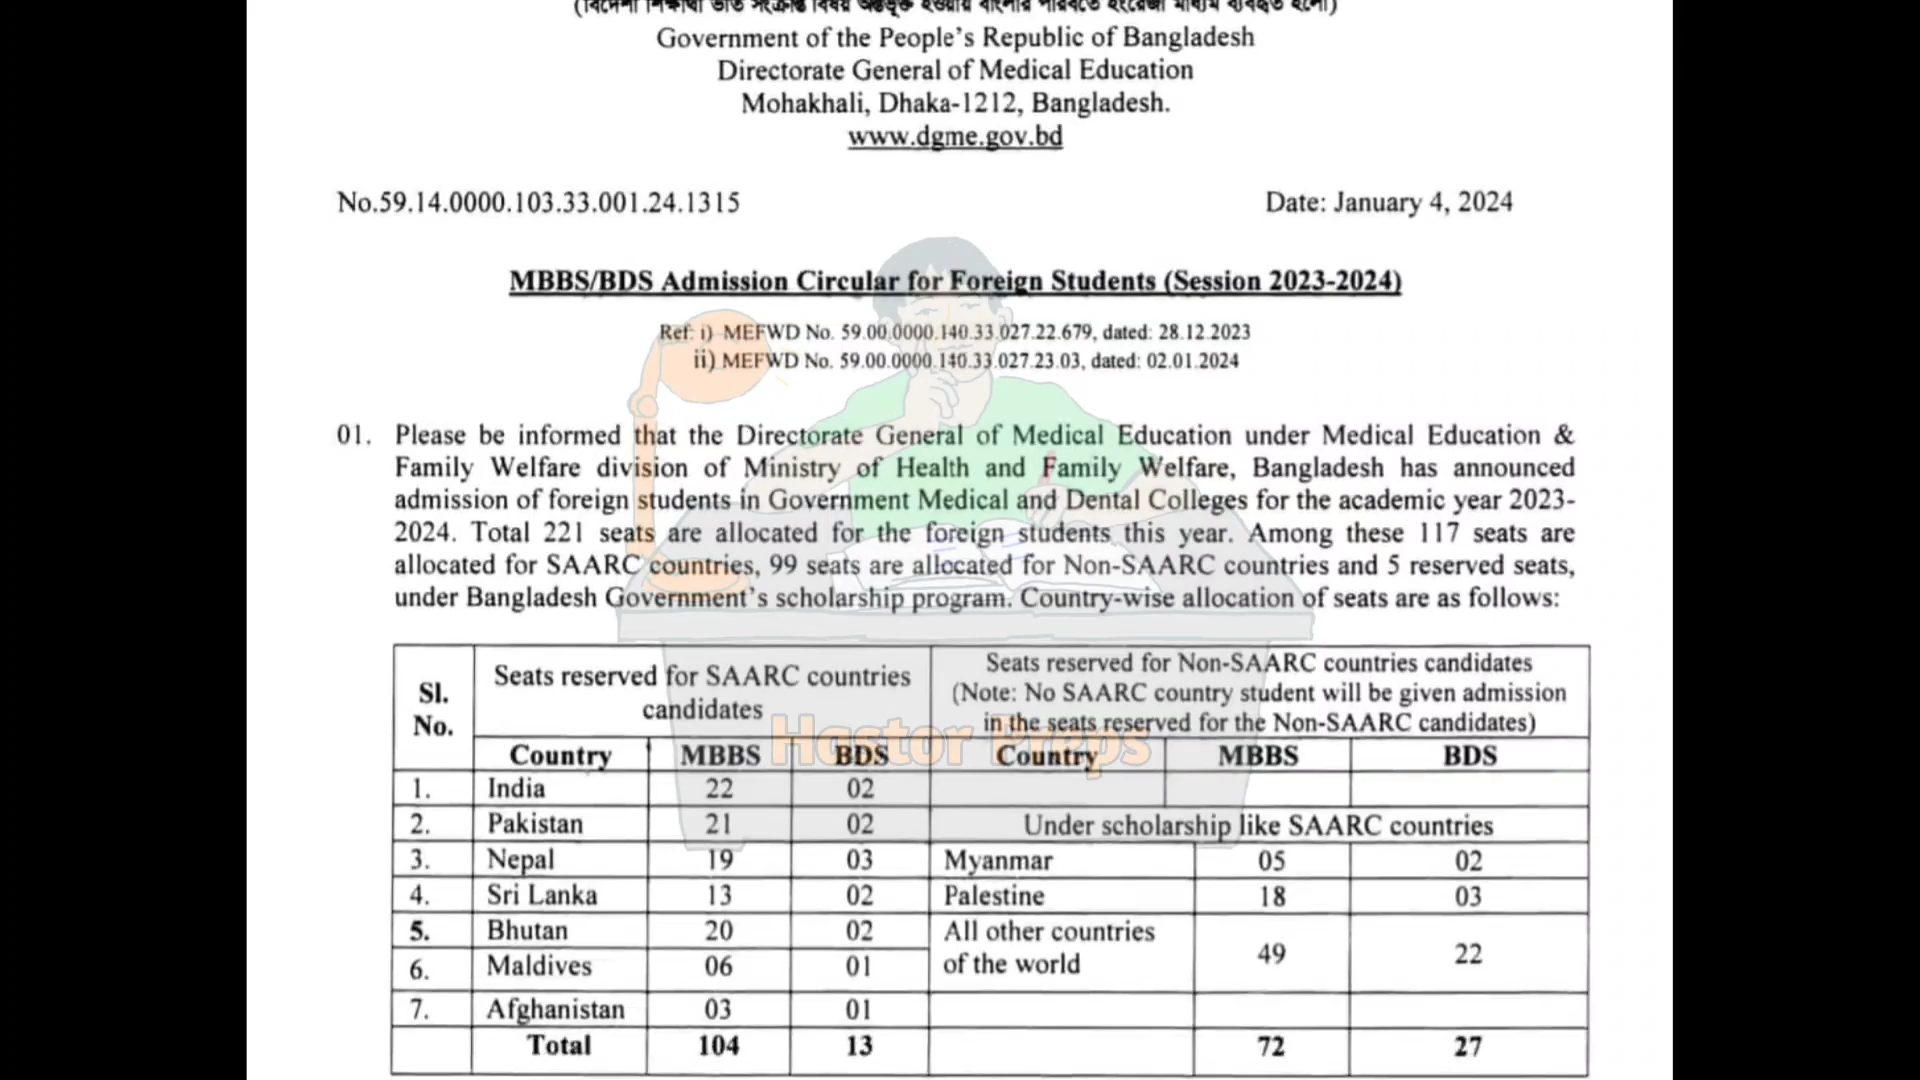 (বিদেশী শিক্ষার্থী ভর্তি সংক্রান্ত বিষয় অন্তর্ভূক্ত হওয়ায় বাংলার পরিবর্তে ইংরেজী মাধ্যম ব্যবহৃত হলো)
Government of the People's Republic of Bangladesh
Directorate General of Medical Education
Mohakhali, Dhaka-1212, Bangladesh.
www.dgme.gov.bd
No.59.14.0000.103.33.001.24.1315 Date: January 4, 2024
MBBS/BDS Admission Circular for Foreign Students (Session 2023-2024)
Ref: i) MEFWD No. 59.00.0000.140.33.027.22.679, dated: 28.12.2023
ii) MEFWD No. 59.00.0000.140.33.027.23.03, dated: 02.01.2024
01. Please be informed that the Directorate General of Medical Education under Medical Education &
Family Welfare division of Ministry of Health and Family Welfare, Bangladesh has announced
admission of foreign students in Government Medical and Dental Colleges for the academic year 2023-
2024. Total 221 seats are allocated for the foreign students this year. Among these 117 seats are
allocated for SAARC countries, 99 seats are allocated for Non-SAARC countries and 5 reserved seats,
under Bangladesh Government's scholarship program. Country-wise allocation of seats are as follows:
Sl. No. Seats reserved for SAARC countries candidates Seats reserved for Non-SAARC countries candidates
(Note: No SAARC country student will be given admission
in the seats reserved for the Non-SAARC candidates)
Hastor Preps
Country MBBS BDS Country MBBS BDS
1. India 22 02
2. Pakistan 21 02 Under scholarship like SAARC countries
3. Nepal 19 03 Myanmar 05 02
4. Sri Lanka 13 02 Palestine 18 03
5. Bhutan 20 02 All other countries
of the world 49 22
6. Maldives 06 01
7. Afghanistan 03 01
Total 104 13 72 27